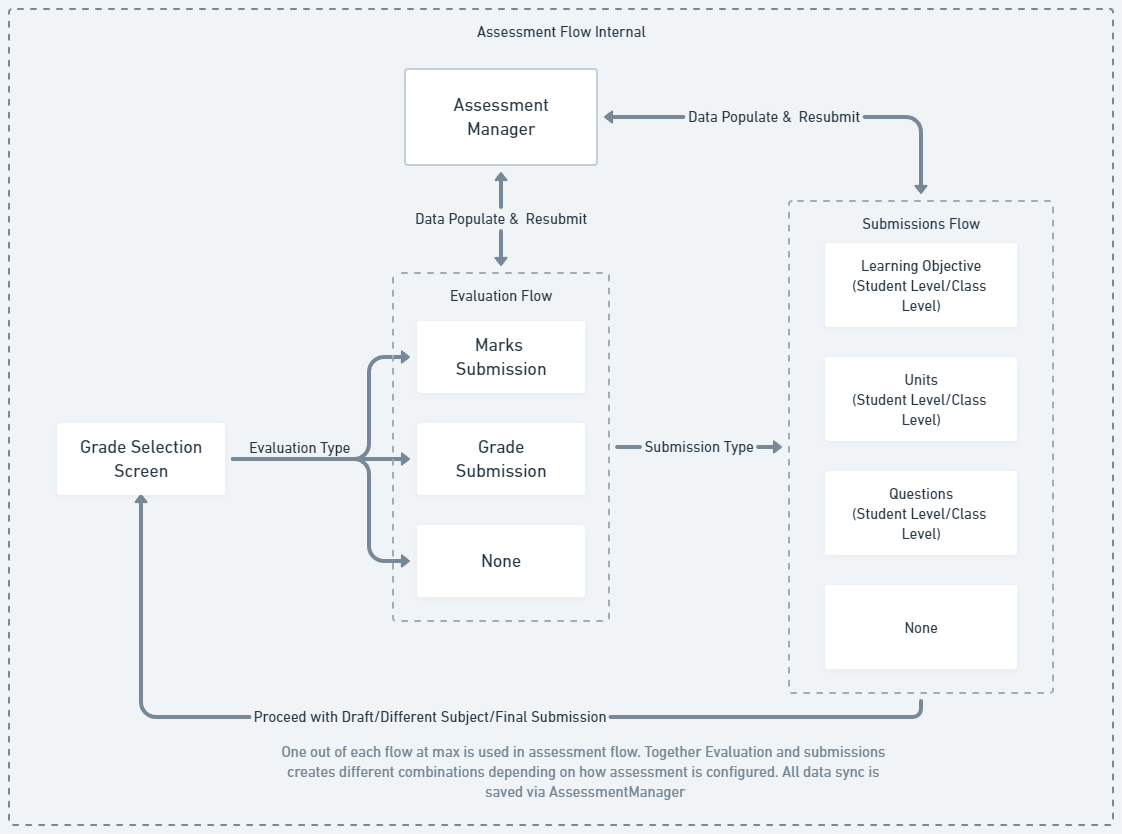 Assessment Flow Internal
Assessment
Manager
Data Populate &  Resubmit
Data Populate &  Resubmit
Evaluation Flow
Marks
Submission
Grade
Submission
None
Grade Selection
Screen
Evaluation Type
Submission Type
Submissions Flow
Learning Objective
(Student Level/Class
Level)
Units
(Student Level/Class
Level)
Questions
(Student Level/Class
Level)
None
Proceed with Draft/Different Subject/Final Submission
One out of each flow at max is used in assessment flow. Together Evaluation and submissions
creates different combinations depending on how assessment is configured. All data sync is
saved via AssessmentManager